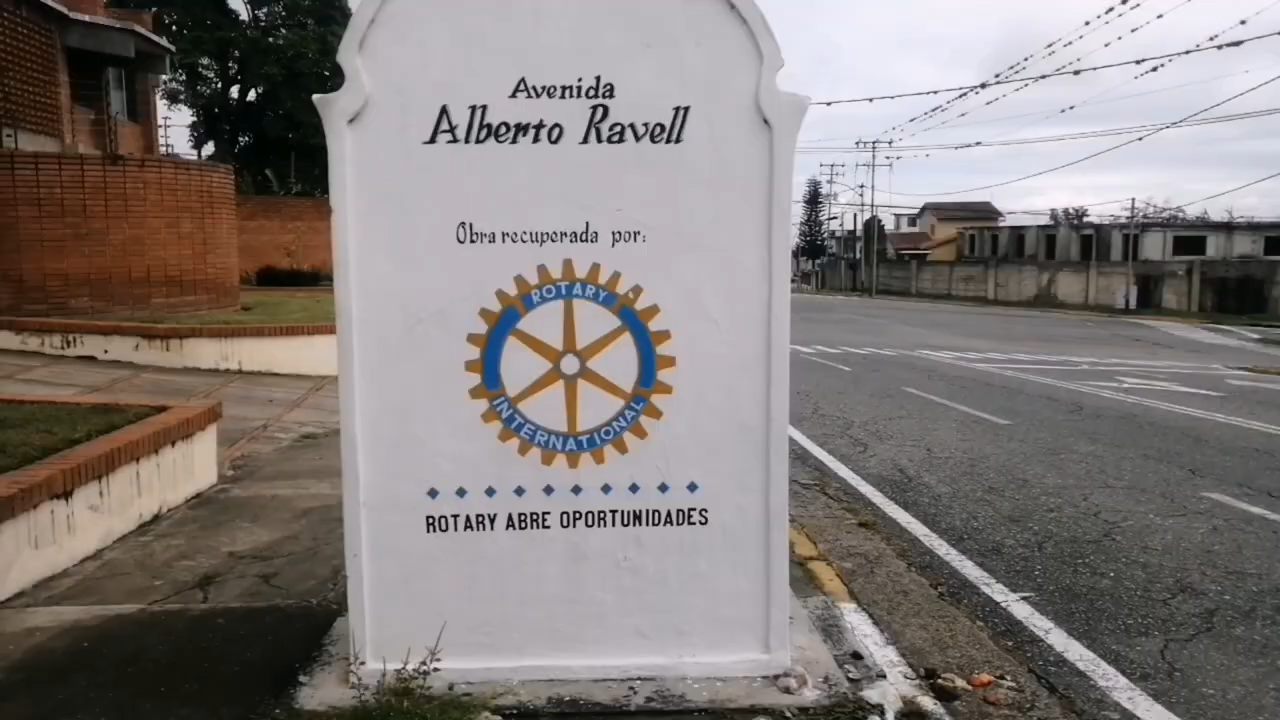 Avenida
Alberto Ravell
Obra recuperada por:
ROTARY
INTERNATIONAL
ROTARY ABRE OPORTUNIDADES